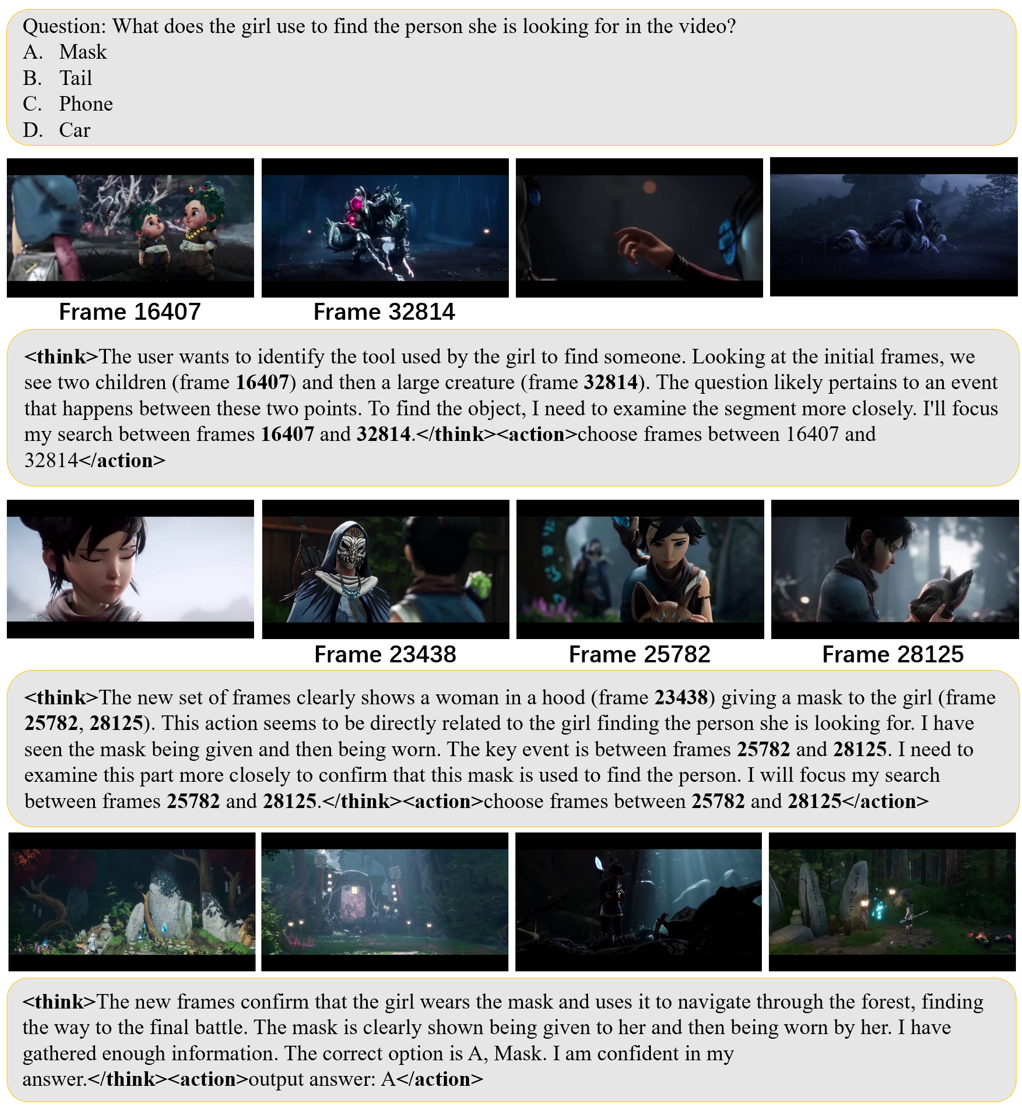 Question: What does the girl use to find the person she is looking for in the video?
A. Mask
B. Tail
C. Phone
D. Car
Frame 16407
Frame 32814
<think>The user wants to identify the tool used by the girl to find someone. Looking at the initial frames, we
see two children (frame 16407) and then a large creature (frame 32814). The question likely pertains to an event
that happens between these two points. To find the object, I need to examine the segment more closely. I'll focus
my search between frames 16407 and 32814.</think><action>choose frames between 16407 and
32814</action>
Frame 23438
Frame 25782
Frame 28125
<think>The new set of frames clearly shows a woman in a hood (frame 23438) giving a mask to the girl (frame
25782, 28125). This action seems to be directly related to the girl finding the person she is looking for. I have
seen the mask being given and then being worn. The key event is between frames 25782 and 28125. I need to
examine this part more closely to confirm that this mask is used to find the person. I will focus my search
between frames 25782 and 28125.</think><action>choose frames between 25782 and 28125</action>
<think>The new frames confirm that the girl wears the mask and uses it to navigate through the forest, finding
the way to the final battle. The mask is clearly shown being given to her and then being worn by her. I have
gathered enough information. The correct option is A, Mask. I am confident in my
answer.</think><action>output answer: A</action>